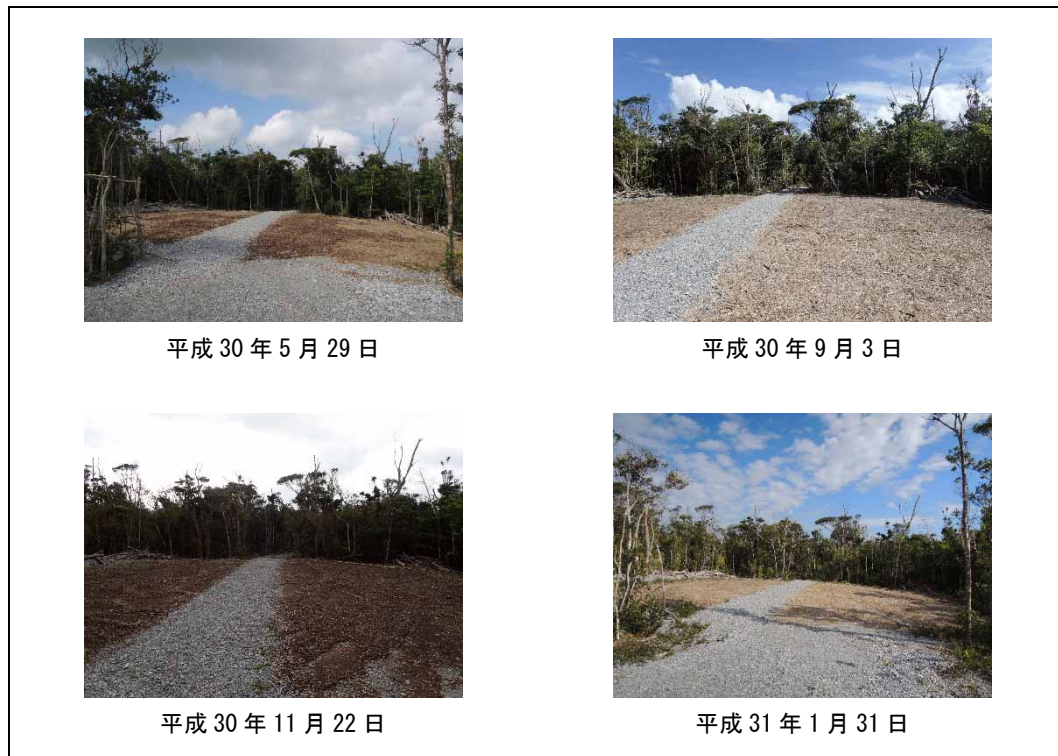 平成 30 年 5 月 29 日
平成 30 年 9 月 3 日
平成 30 年 11 月 22 日
平成 31 年 1 月 31 日